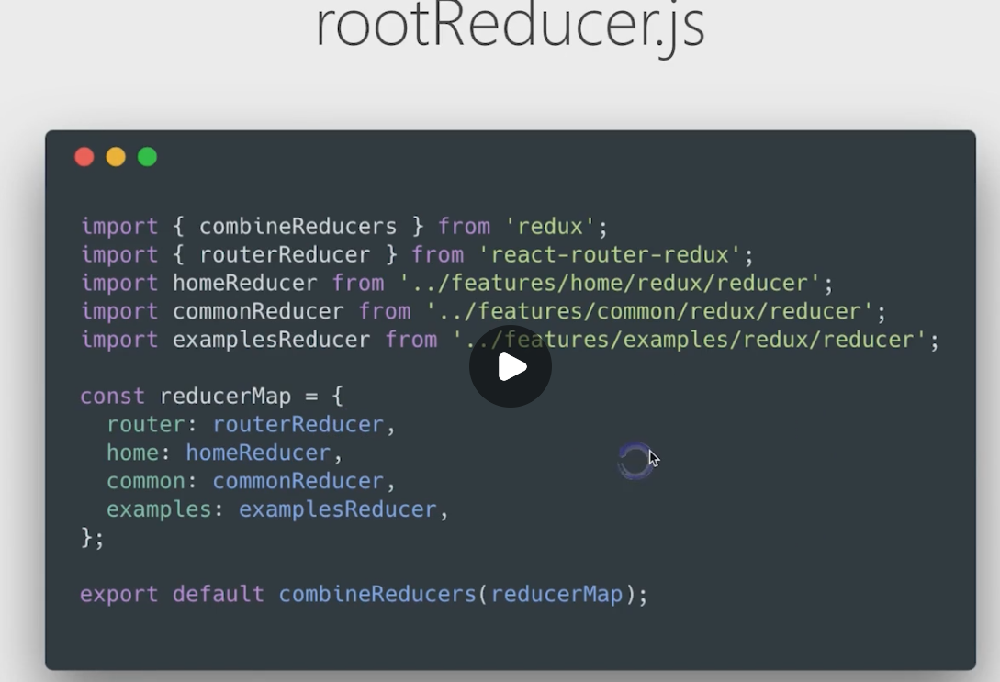 rootReducer.js
import { combineReducers } from 'redux';
import { routerReducer } from 'react-router-redux';
import homeReducer from '../features/home/redux/reducer';
import commonReducer from '../features/common/redux/reducer';
import examplesReducer from '../features/examples/redux/reducer';
const reducerMap = {
  router: routerReducer,
  home: homeReducer,
  common: commonReducer,
  examples: examplesReducer,
};
export default combineReducers(reducerMap);